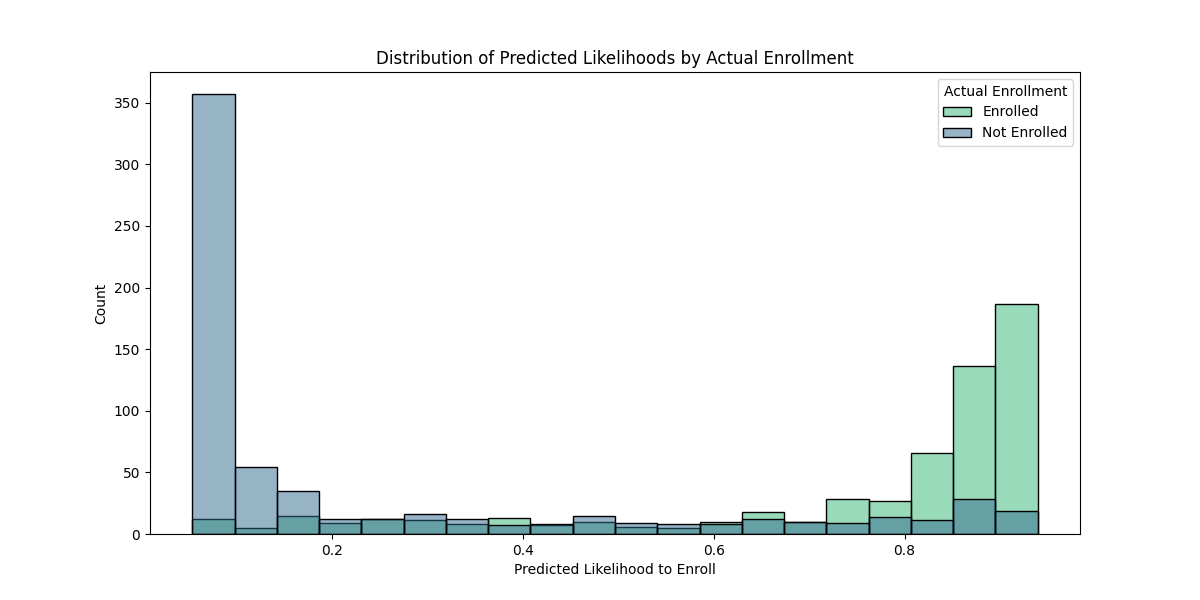 Distribution of Predicted Likelihoods by Actual Enrollment
Actual Enrollment
Enrolled
Not Enrolled
Count
350
300
250
200
150
100
50
0
0.2
0.4
0.6
0.8
Predicted Likelihood to Enroll